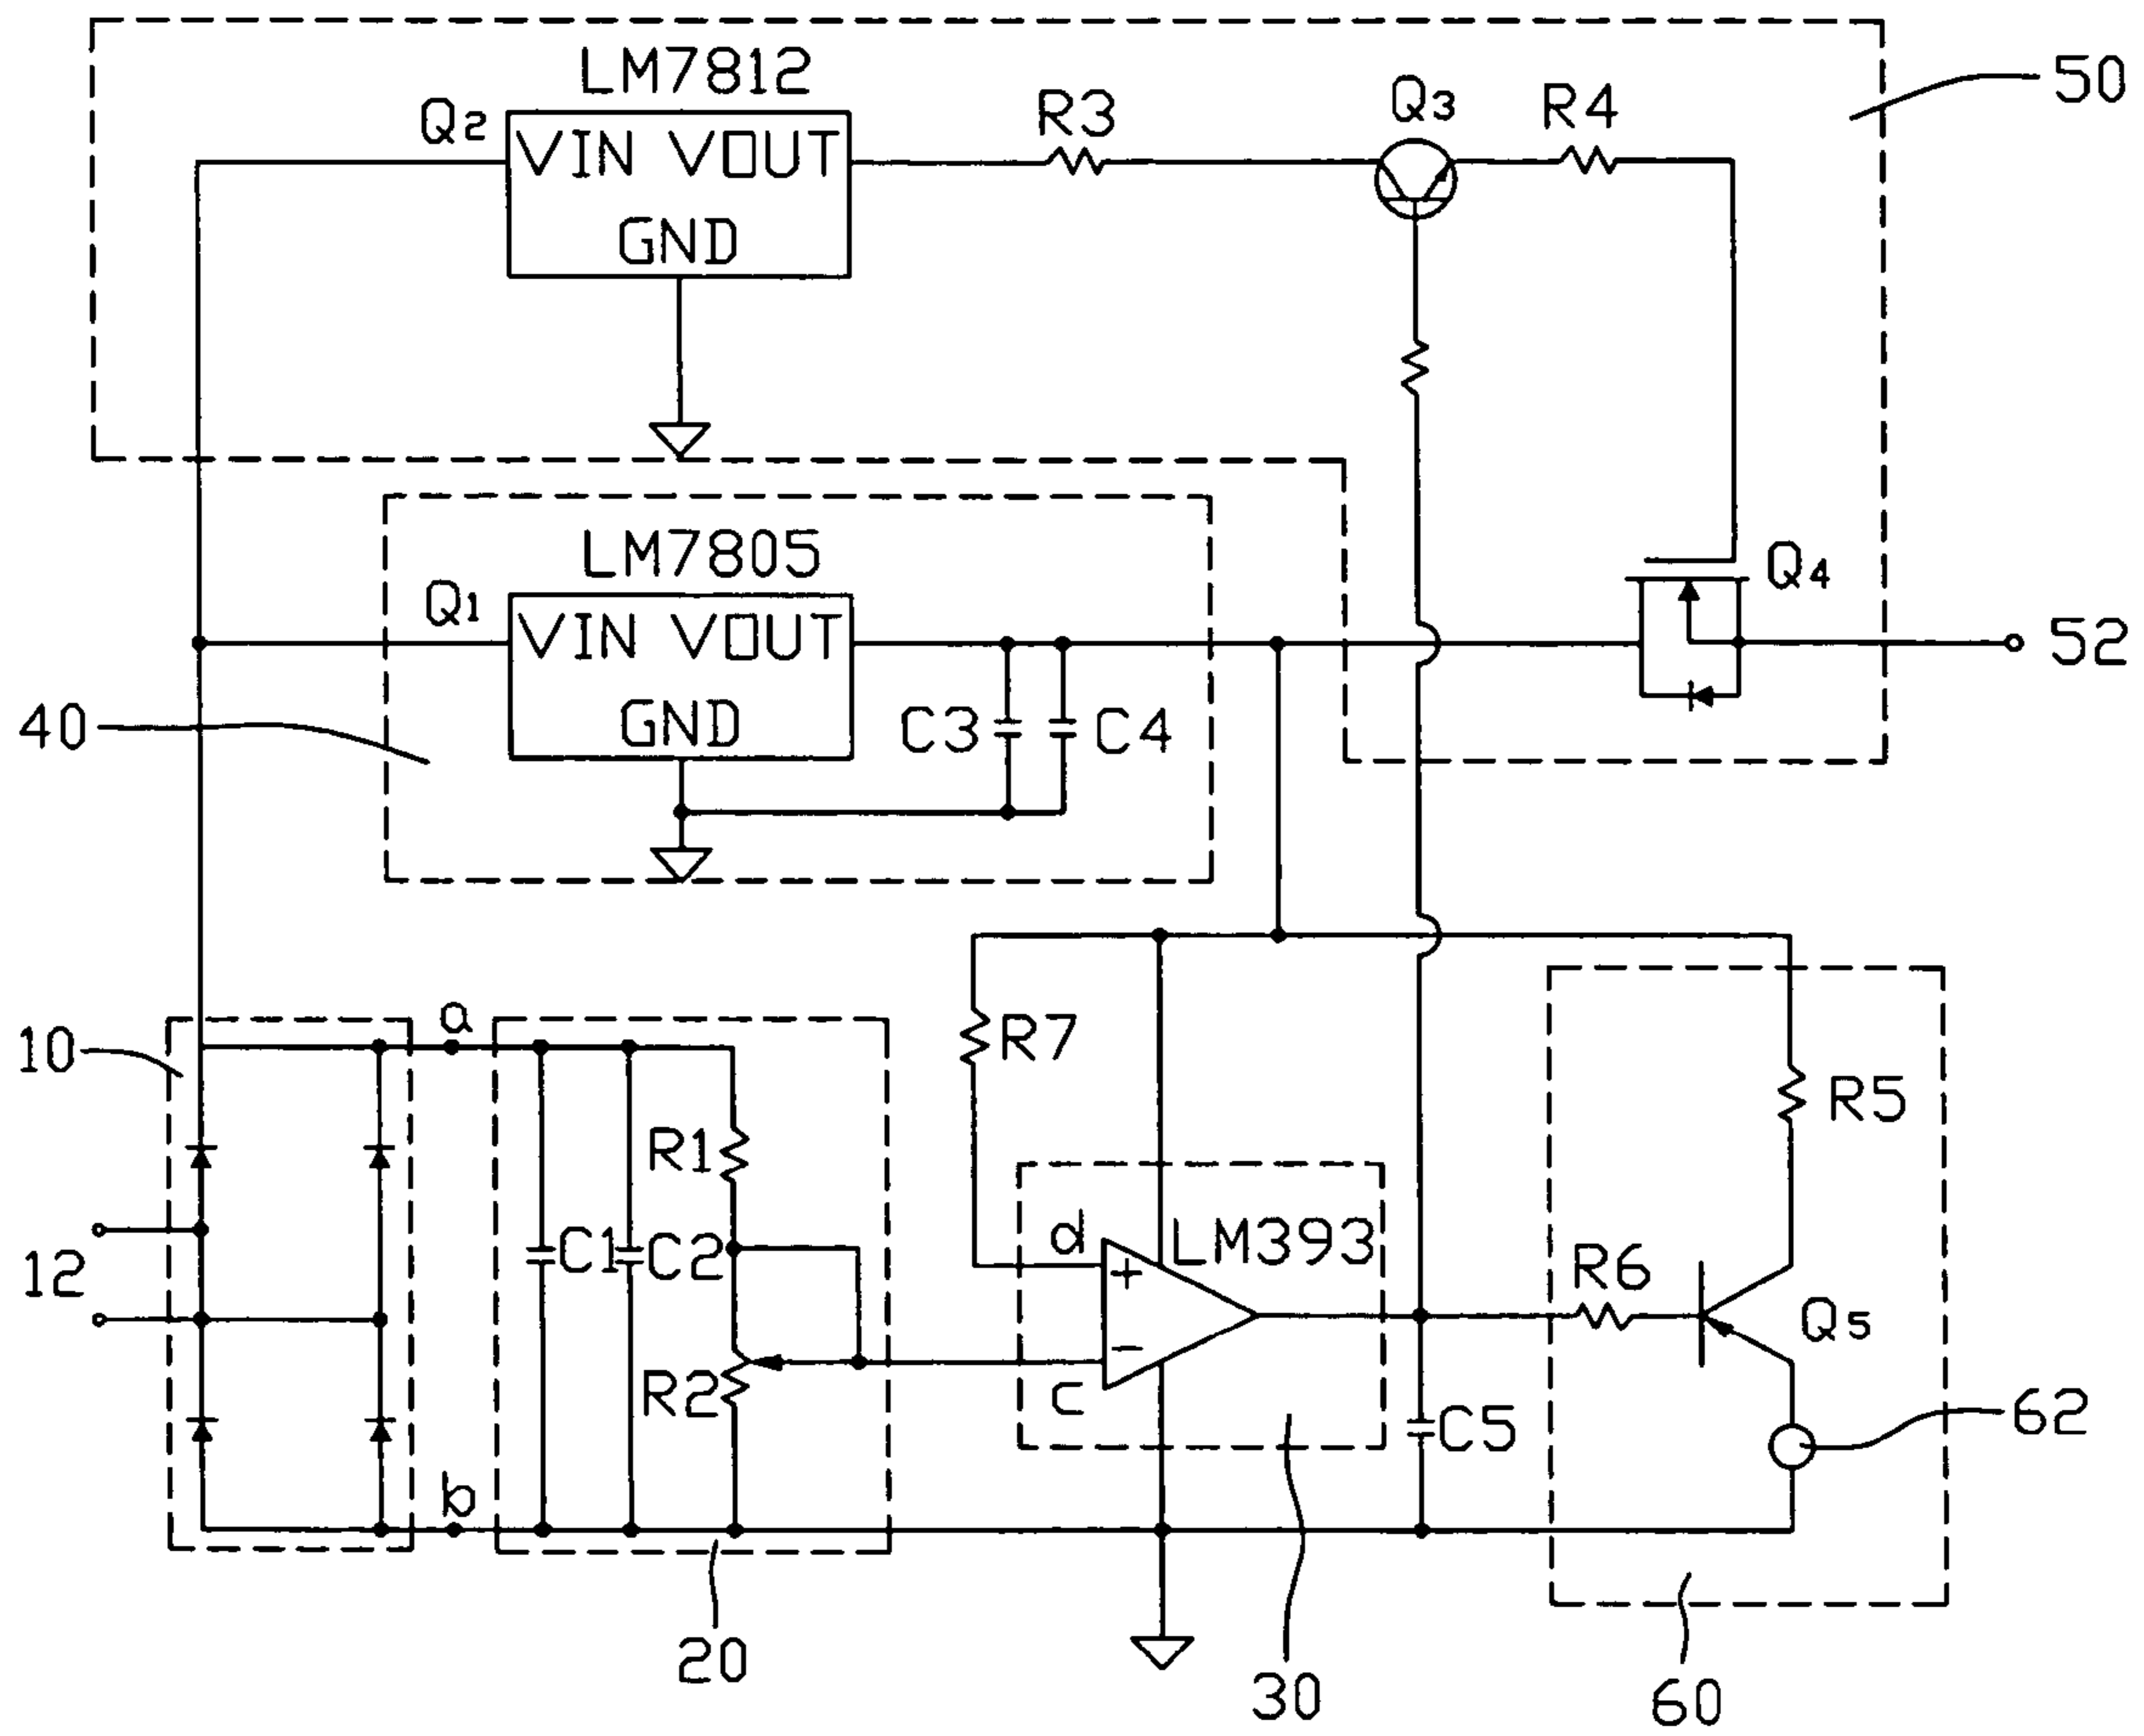 LM7812
50
Q2
R3
Q3
R4
VIN VOUT
GND
LM7805
Q1
Q4
VIN VOUT
52
40
GND
C3
C4
10
a
R7
R5
R1
d
LM393
12
C1
C2
R6
Q5
R2
c
C5
62
b
20
30
60
+
−